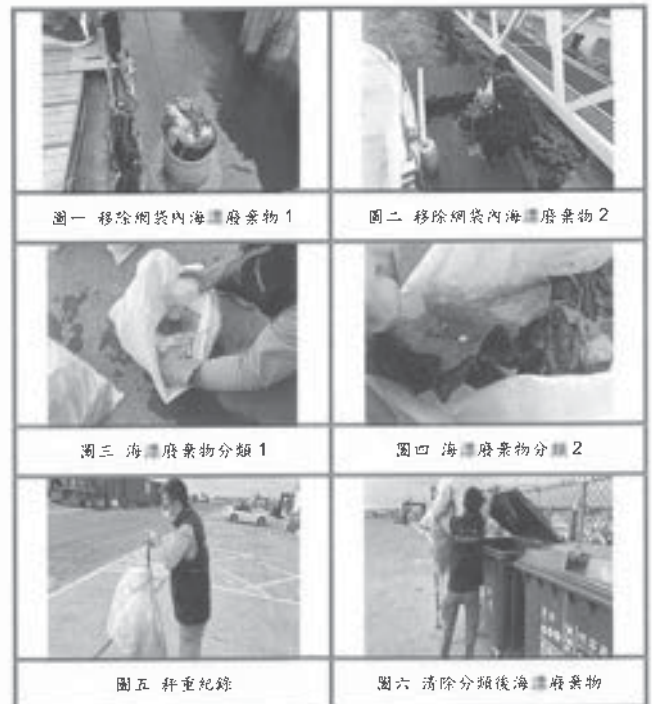 圖一 移除網袋內海廢棄物 1
圖二 移除網袋內海廢棄物 2
圖三 海廢棄物分類 1
圖四 海廢棄物分 2
圖五 秤重紀錄
圖六 清除分類後海廢棄物